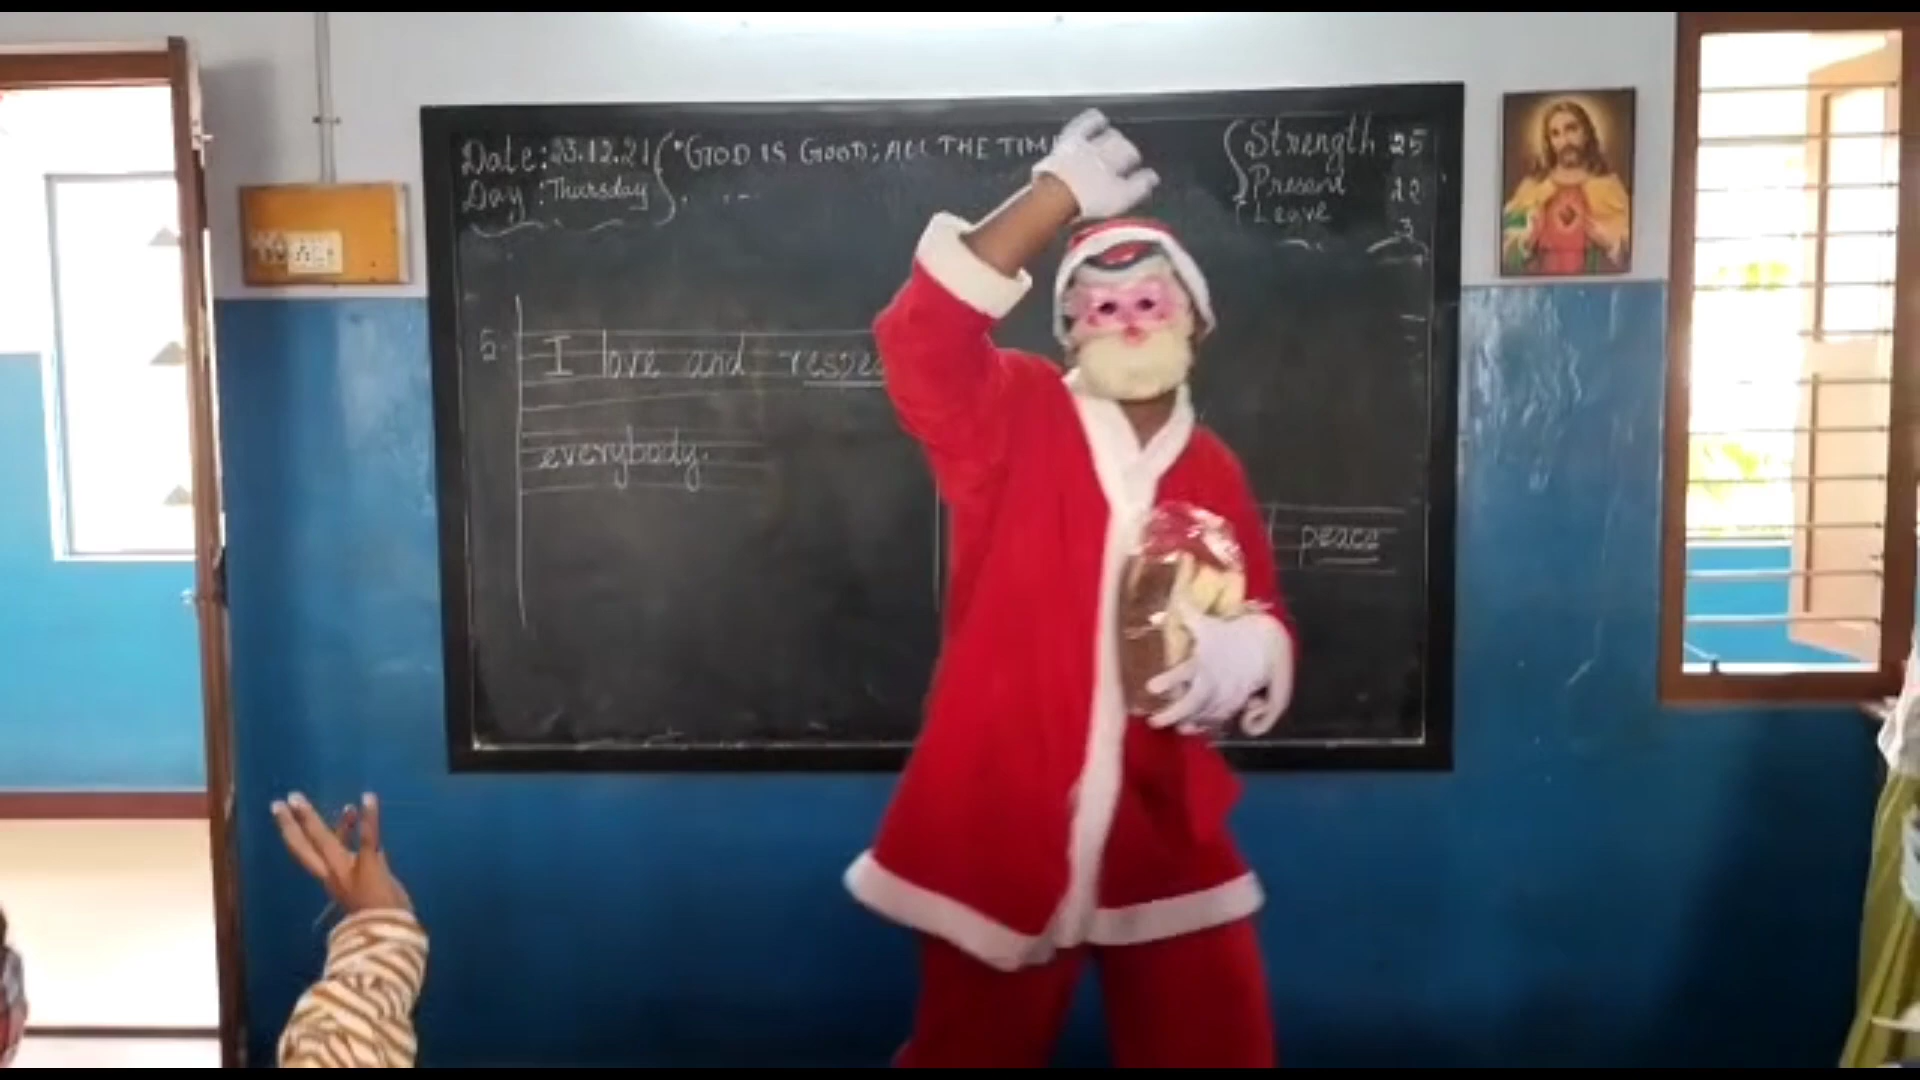 Date: 23.12.21 "GOD IS GOOD; ALL THE TIM
Day : Thursday
Strength 25
Present 22
Leave 3
5. I love and respec
everybody.
peace